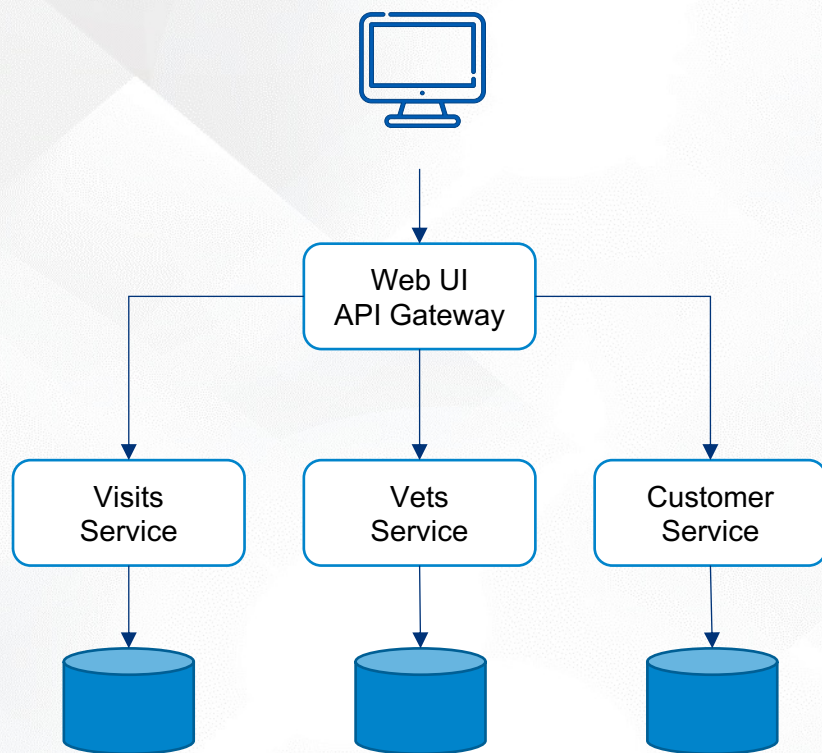 Web UI
API Gateway
Visits
Service
Vets
Service
Customer
Service